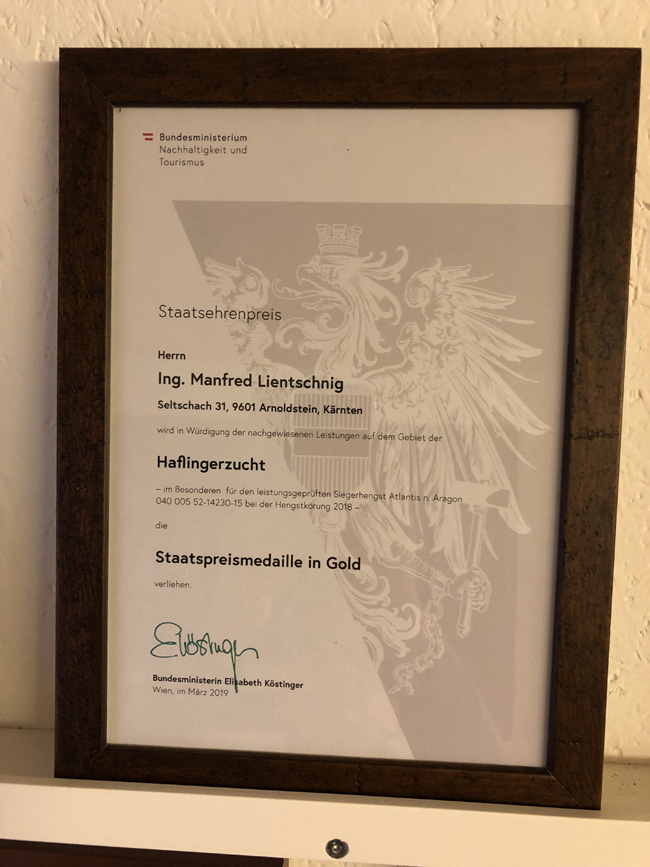 Bundesministerium
Nachhaltigkeit und
Tourismus
Staatsehrenpreis
Herrn
Ing. Manfred Lientschnig
Seltschach 31, 9601 Arnoldstein, Kärnten
wird in Würdigung der nachgewiesenen Leistungen auf dem Gebiet der
Haflingerzucht
– im Besonderen für den leistungsgeprüften Siegerhengst Atlantis n. Aragon
040 005 52-14230-15 bei der Hengstkörung 2018 –
die
Staatspreismedaille in Gold
verliehen.
EKöstinger
Bundesministerin Elisabeth Köstinger
Wien, im März 2019